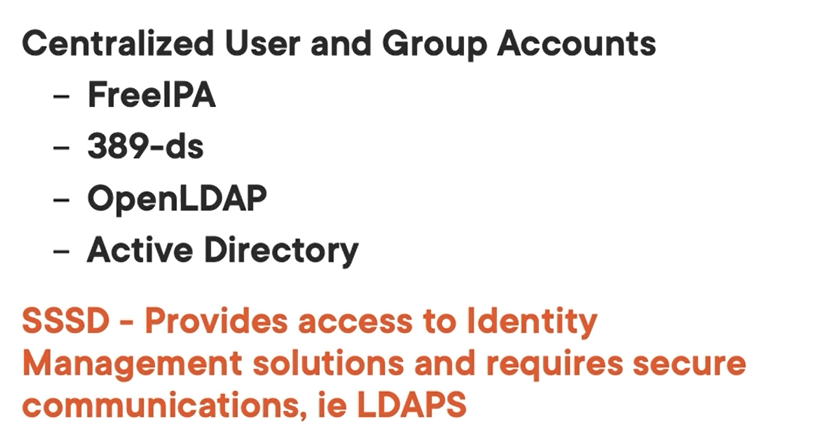 Centralized User and Group Accounts
– FreeIPA
– 389-ds
– OpenLDAP
– Active Directory
SSSD - Provides access to Identity
Management solutions and requires secure
communications, ie LDAPS